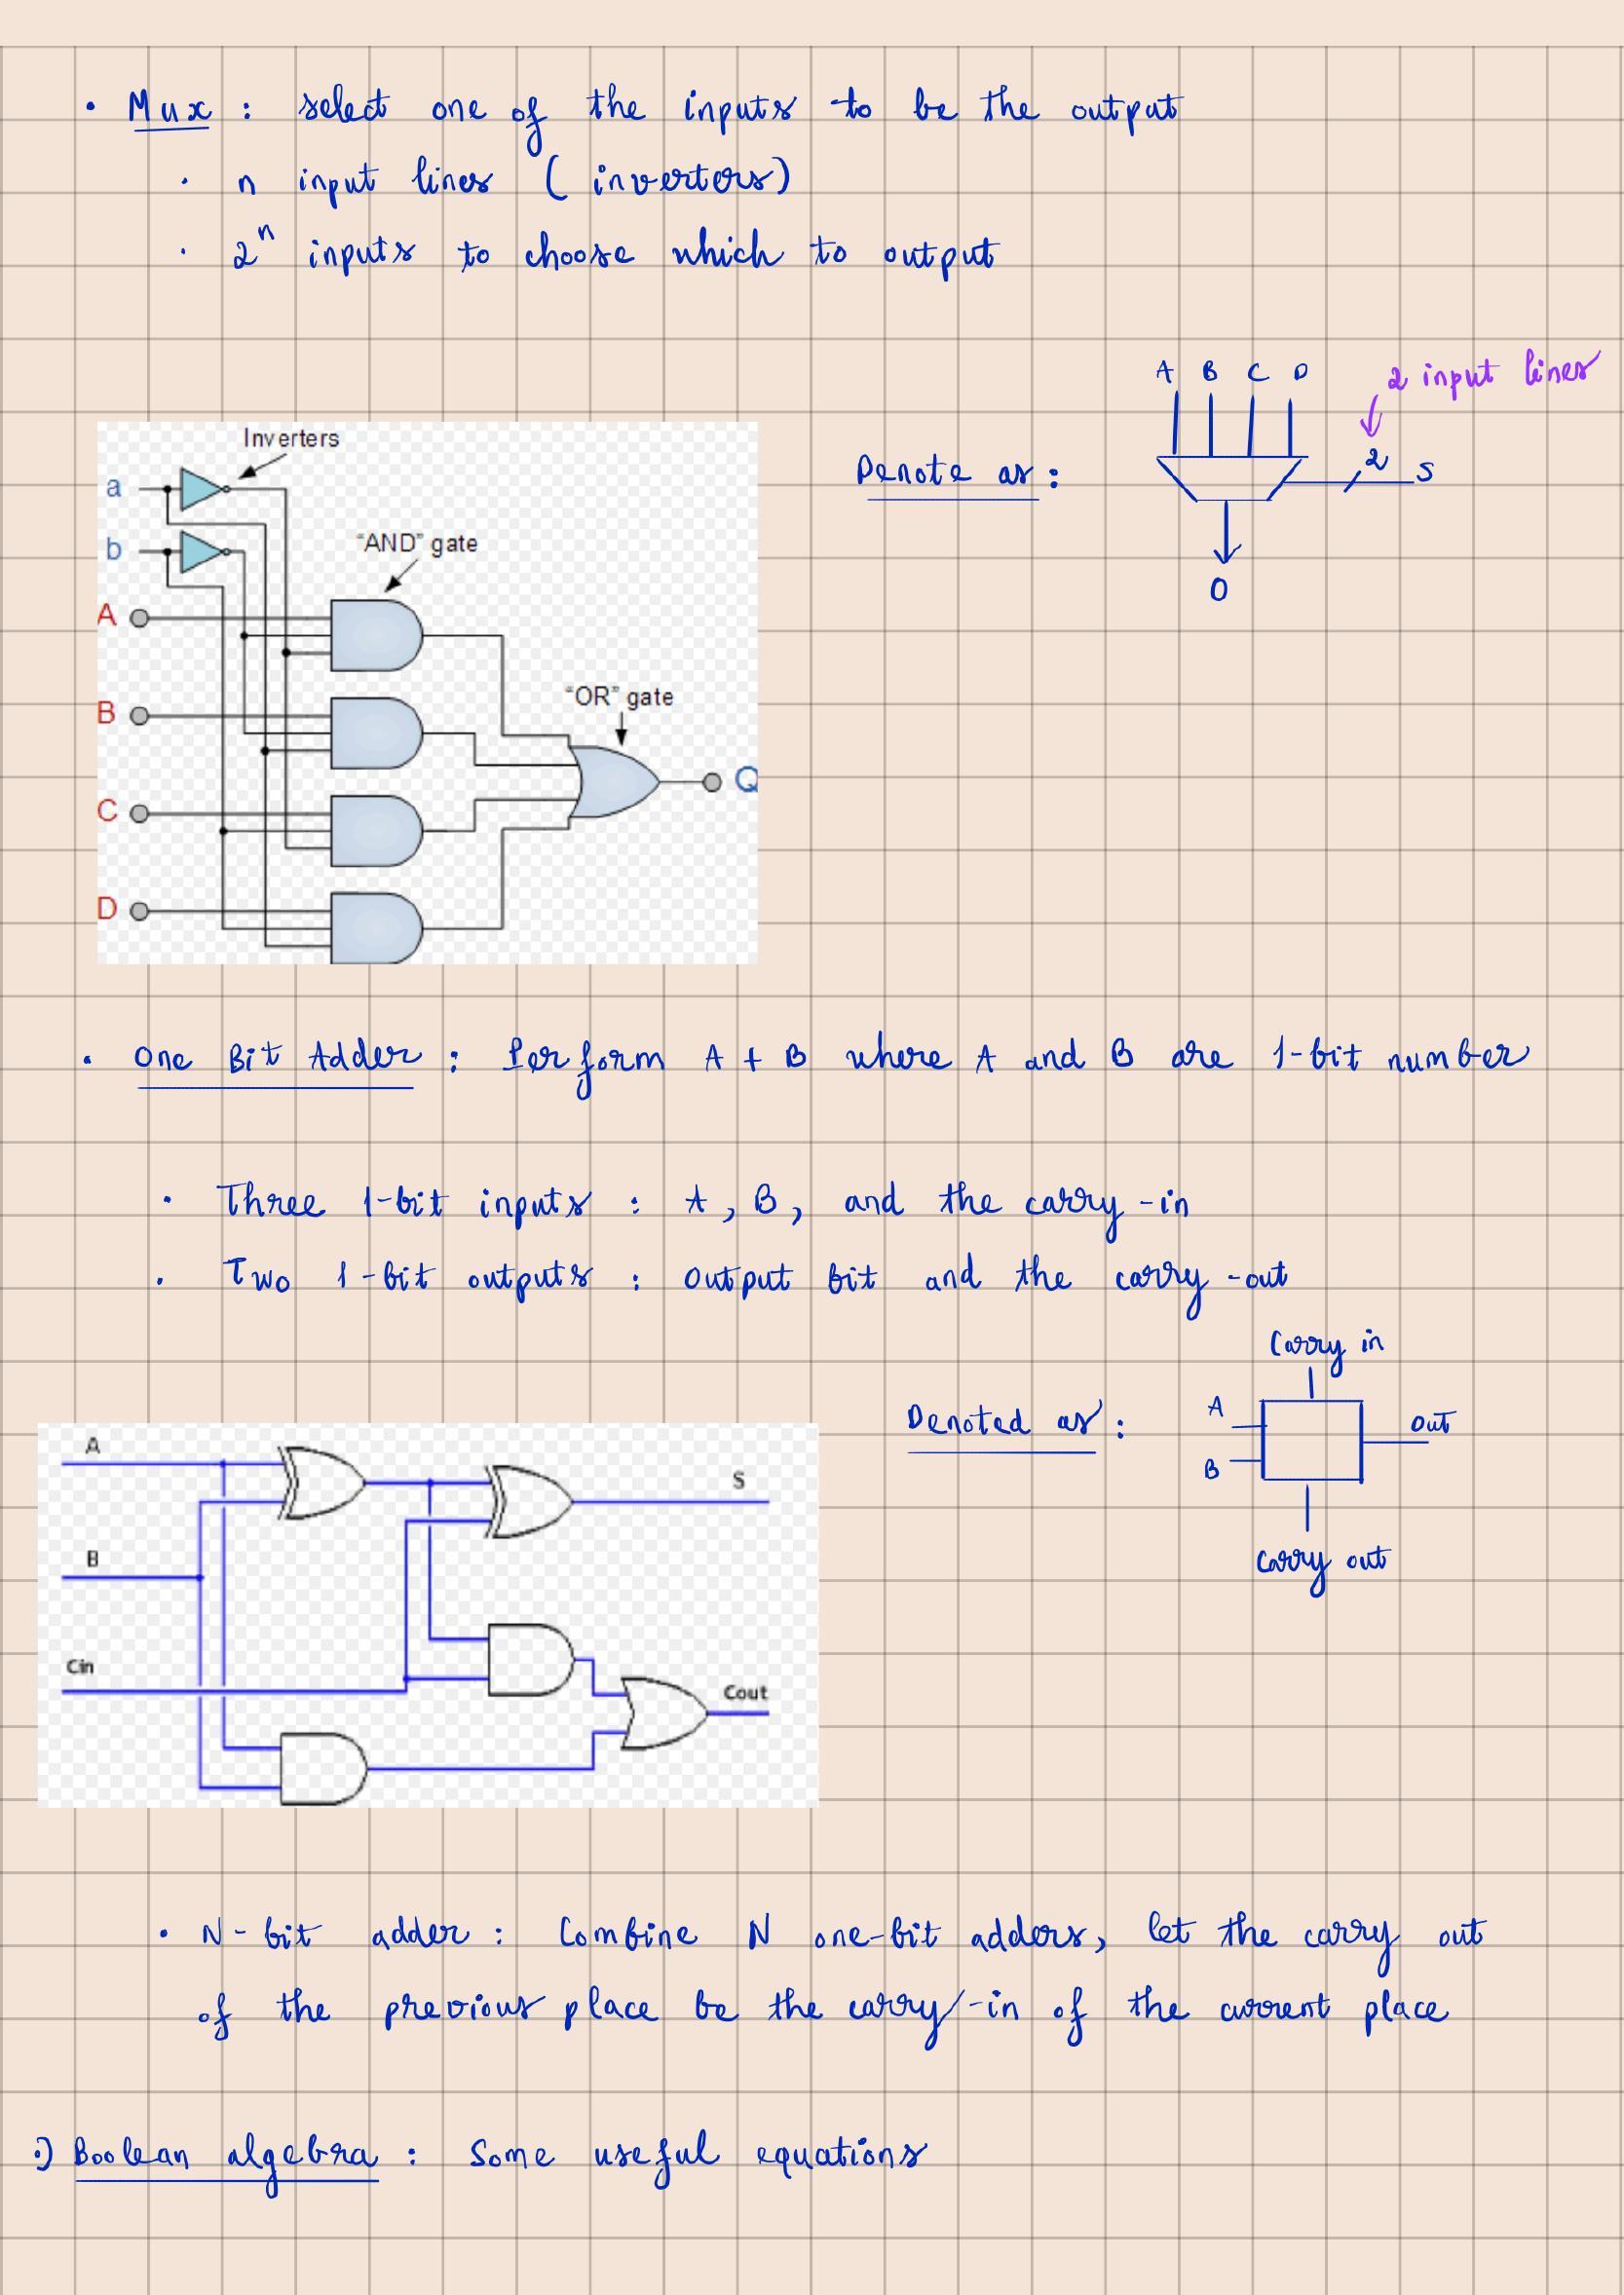 • Mux : select one of the inputs to be the output
• n input lines ( inverters)
• 2ⁿ inputs to choose which to output
A B C D
2 input lines
Denote as :
2 S
O
Inverters
a
b
"AND" gate
A
B
"OR" gate
Q
C
D
• One Bit Adder : Perform A + B where A and B are 1-bit number
• Three 1-bit inputs : A, B, and the carry-in
• Two 1-bit outputs : output bit and the carry-out
Carry in
Denoted as :
A
B
out
Carry out
A
S
B
Cin
Cout
• N-bit adder : Combine N one-bit adders, let the carry out
of the previous place be the carry-in of the current place
•) Boolean algebra : Some useful equations